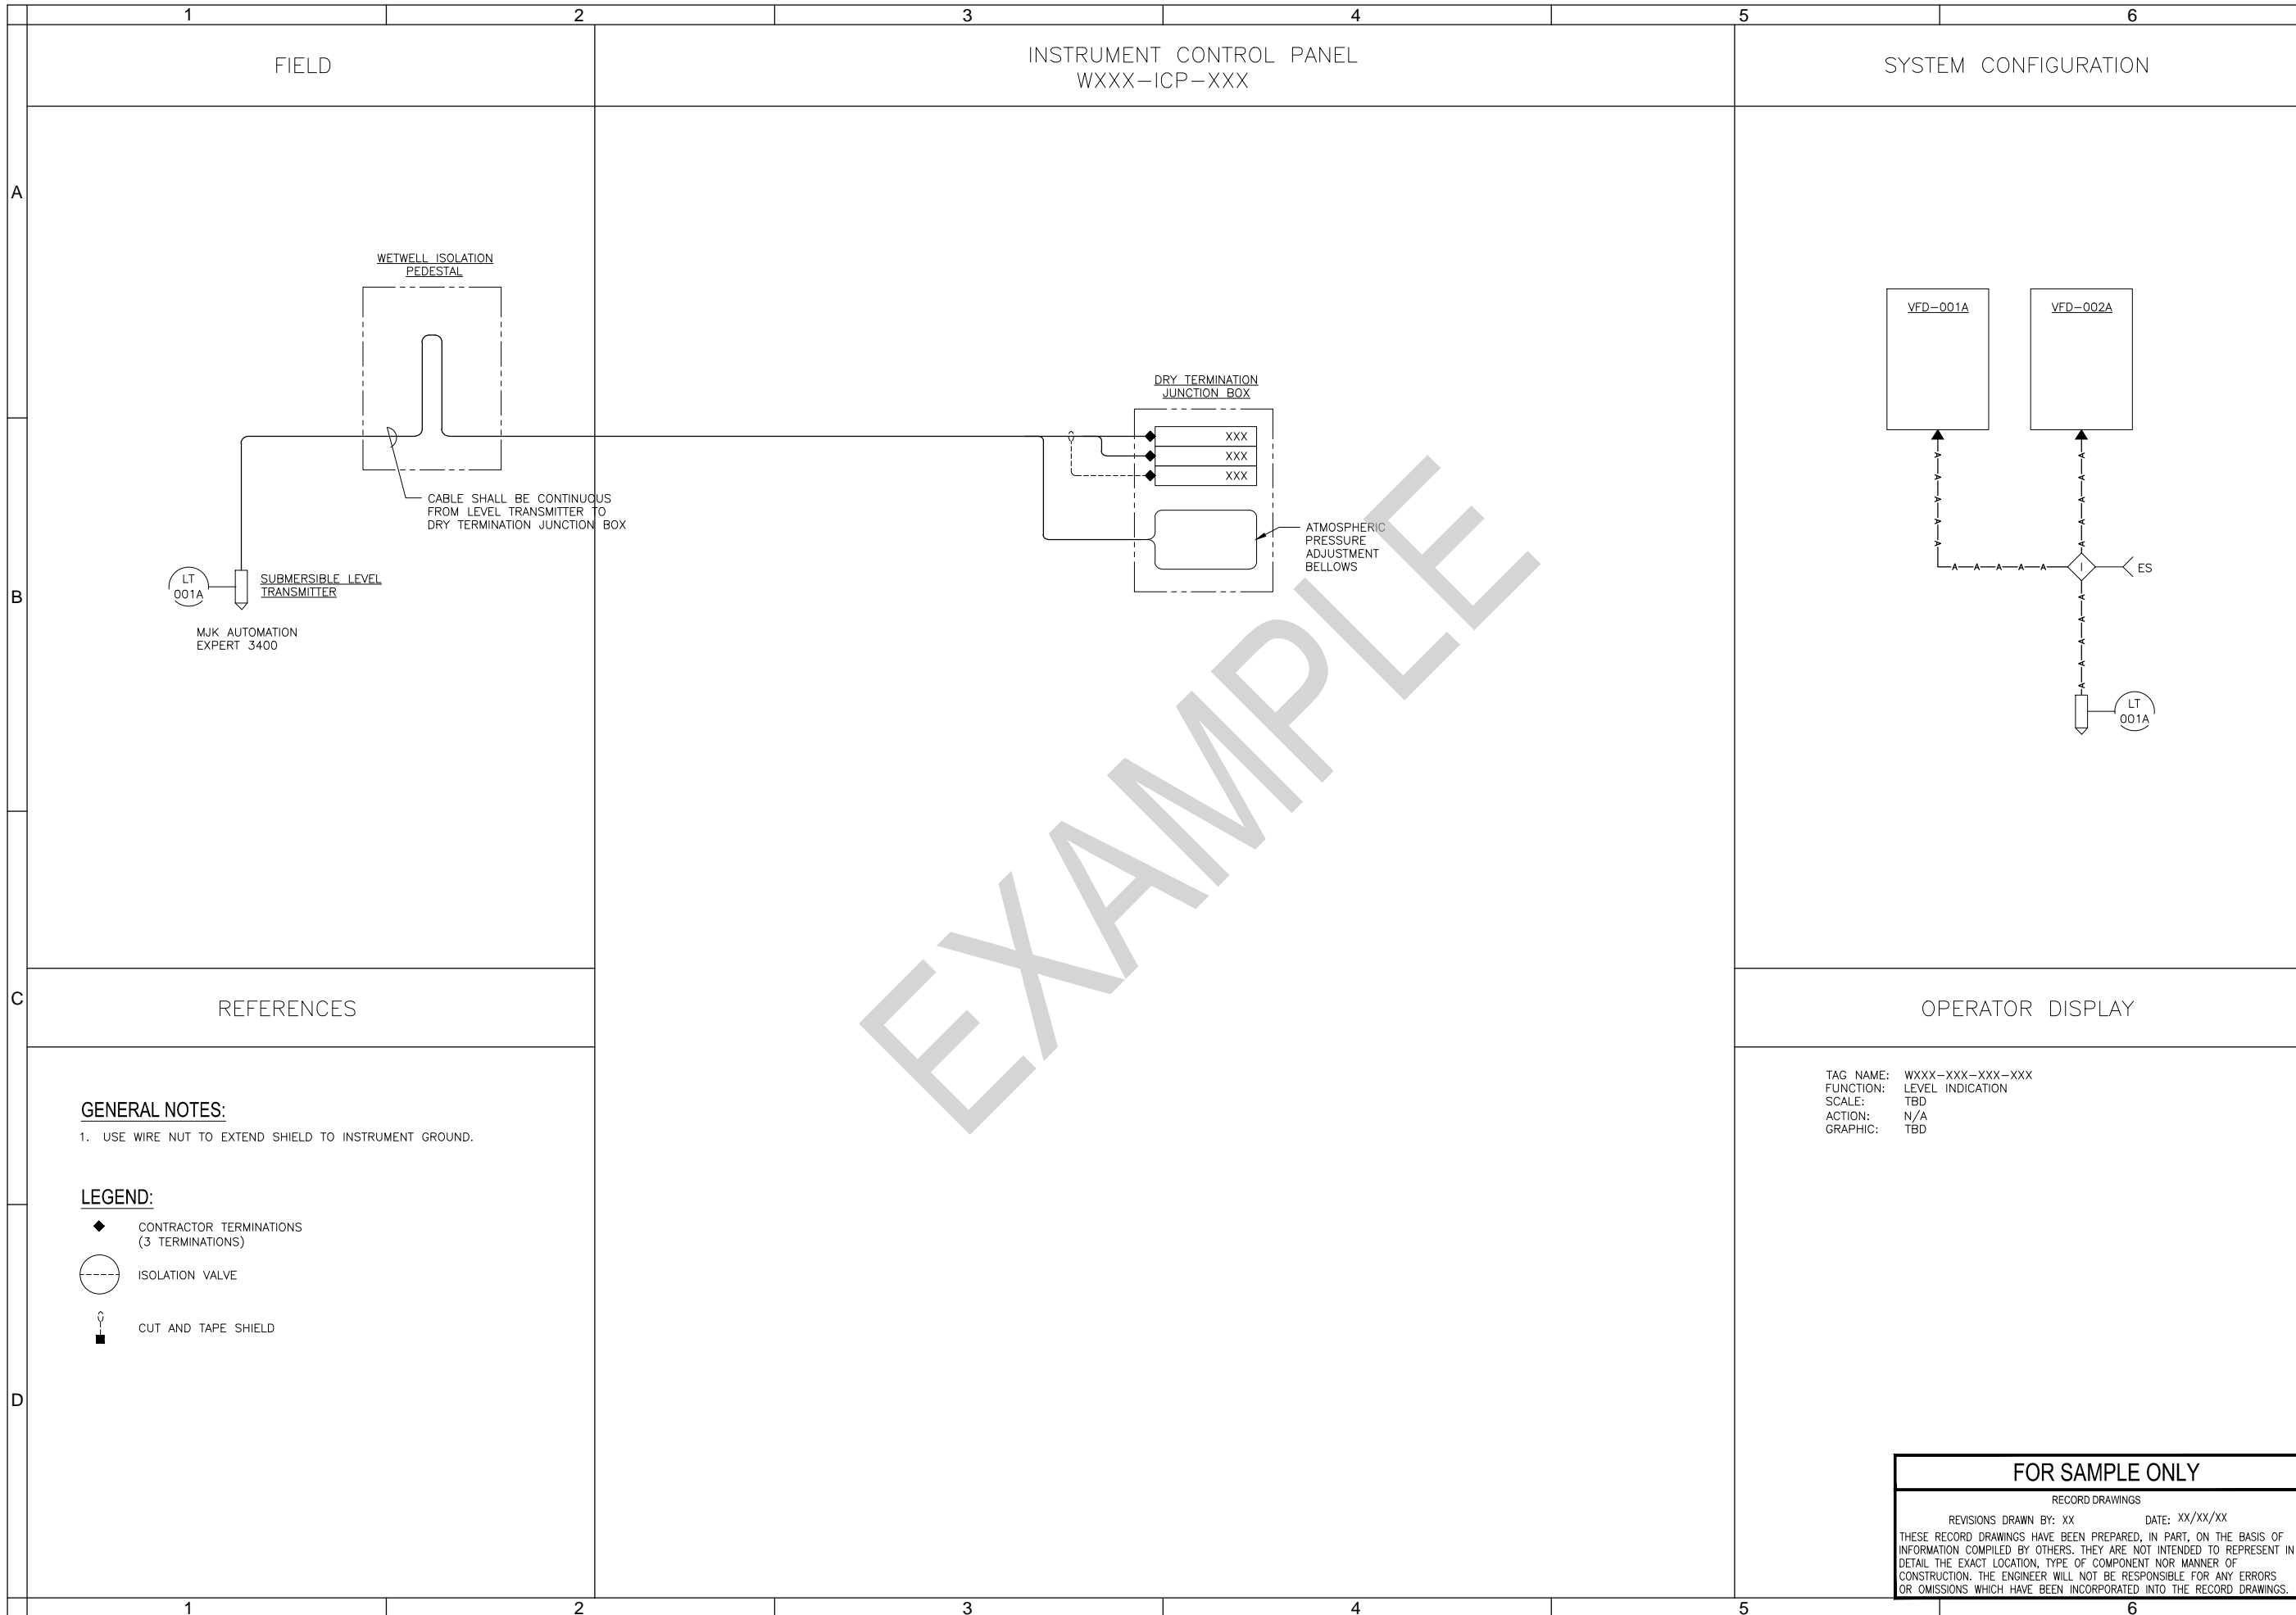 1 2 3 4 5 6
FIELD
INSTRUMENT CONTROL PANEL
WXXX-ICP-XXX
SYSTEM CONFIGURATION
A
WETWELL ISOLATION
PEDESTAL
VFD-001A
VFD-002A
DRY TERMINATION
JUNCTION BOX
XXX
XXX
XXX
CABLE SHALL BE CONTINUOUS
FROM LEVEL TRANSMITTER TO
DRY TERMINATION JUNCTION BOX
ATMOSPHERIC
PRESSURE
ADJUSTMENT
BELLOWS
A A A A A
A A A A A
A A A A A
A A A A A
I
ES
B
LT
001A
SUBMERSIBLE LEVEL
TRANSMITTER
MJK AUTOMATION
EXPERT 3400
LT
001A
EXAMPLE
C
REFERENCES
OPERATOR DISPLAY
TAG NAME: WXXX-XXX-XXX-XXX
FUNCTION: LEVEL INDICATION
SCALE: TBD
ACTION: N/A
GRAPHIC: TBD
GENERAL NOTES:
1. USE WIRE NUT TO EXTEND SHIELD TO INSTRUMENT GROUND.
LEGEND:
CONTRACTOR TERMINATIONS
(3 TERMINATIONS)
ISOLATION VALVE
CUT AND TAPE SHIELD
D
FOR SAMPLE ONLY
RECORD DRAWINGS
REVISIONS DRAWN BY: XX DATE: XX/XX/XX
THESE RECORD DRAWINGS HAVE BEEN PREPARED, IN PART, ON THE BASIS OF
INFORMATION COMPILED BY OTHERS. THEY ARE NOT INTENDED TO REPRESENT IN
DETAIL THE EXACT LOCATION, TYPE OF COMPONENT NOR MANNER OF
CONSTRUCTION. THE ENGINEER WILL NOT BE RESPONSIBLE FOR ANY ERRORS
OR OMISSIONS WHICH HAVE BEEN INCORPORATED INTO THE RECORD DRAWINGS.
1 2 3 4 5 6